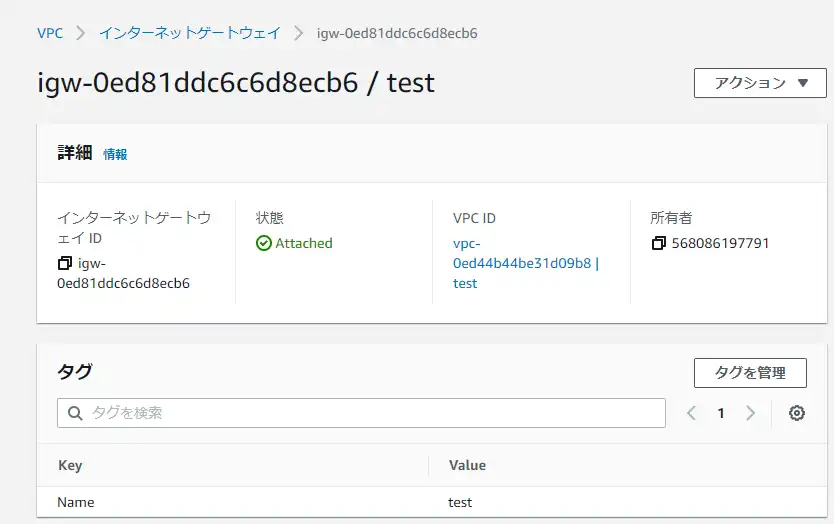 VPC > インターネットゲートウェイ > igw-0ed81ddc6c6d8ecb6
igw-0ed81ddc6c6d8ecb6 / test
アクション ▼
詳細 情報
インターネットゲートウ
ェイ ID
igw-
0ed81ddc6c6d8ecb6
状態
Attached
VPC ID
vpc-
0ed44b44be31d09b8 |
test
所有者
568086197791
タグ
タグを管理
タグを検索
< 1 >
Key Value
Name test